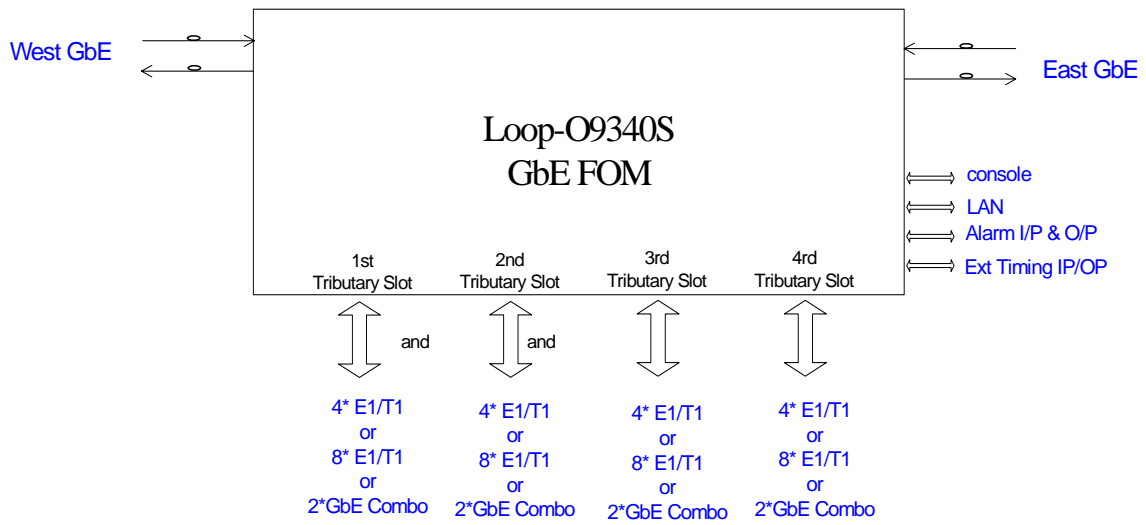 West GbE
East GbE
Loop-O9340S
GbE FOM
console
LAN
Alarm I/P & O/P
Ext Timing IP/OP
1st
Tributary Slot
2nd
Tributary Slot
3rd
Tributary Slot
4rd
Tributary Slot
and
and
4* E1/T1
or
8* E1/T1
or
2*GbE Combo
4* E1/T1
or
8* E1/T1
or
2*GbE Combo
4* E1/T1
or
8* E1/T1
or
2*GbE Combo
4* E1/T1
or
8* E1/T1
or
2*GbE Combo